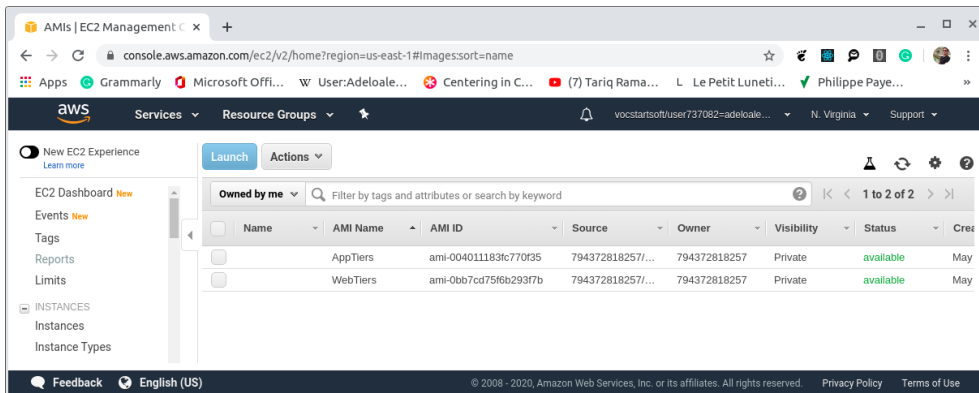 AMIs | EC2 Management C
console.aws.amazon.com/ec2/v2/home?region=us-east-1#Images:sort=name
Apps Grammarly Microsoft Offi... User:Adeloale... Centering in C... (7) Tariq Rama... Le Petit Luneti... Philippe Paye... »
aws Services Resource Groups vocstartsoft/user737082=adeloale... N. Virginia Support
New EC2 Experience
Learn more
Launch Actions
EC2 Dashboard New
Owned by me Filter by tags and attributes or search by keyword 1 to 2 of 2
Events New
Tags
Name AMI Name AMI ID Source Owner Visibility Status Crea
Reports
AppTiers ami-004011183fc770f35 794372818257/... 794372818257 Private available May
Limits
WebTiers ami-0bb7cd75f6b293f7b 794372818257/... 794372818257 Private available May
INSTANCES
Instances
Instance Types
Feedback English (US) © 2008 - 2020, Amazon Web Services, Inc. or its affiliates. All rights reserved. Privacy Policy Terms of Use